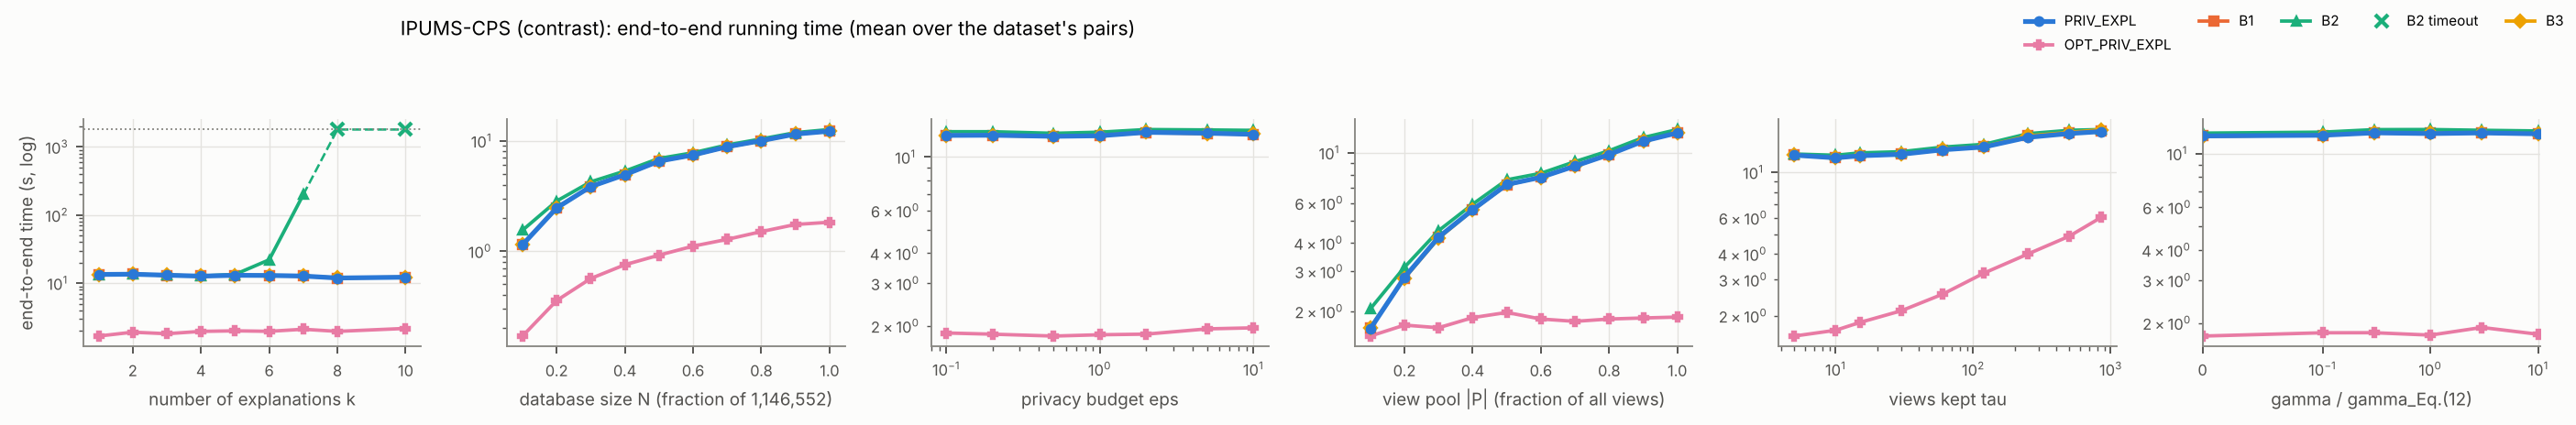 IPUMS-CPS (contrast): end-to-end running time (mean over the dataset's pairs)
PRIV_EXPL B1 B2 B2 timeout B3
OPT_PRIV_EXPL
end-to-end time (s, log)
10³
10²
10¹
2 4 6 8 10
number of explanations k
10¹
10⁰
0.2 0.4 0.6 0.8 1.0
database size N (fraction of 1,146,552)
10¹
6 × 10⁰
4 × 10⁰
3 × 10⁰
2 × 10⁰
10⁻¹ 10⁰ 10¹
privacy budget eps
10¹
6 × 10⁰
4 × 10⁰
3 × 10⁰
2 × 10⁰
0.2 0.4 0.6 0.8 1.0
view pool |P| (fraction of all views)
10¹
6 × 10⁰
4 × 10⁰
3 × 10⁰
2 × 10⁰
10¹ 10² 10³
views kept tau
10¹
6 × 10⁰
4 × 10⁰
3 × 10⁰
2 × 10⁰
0 10⁻¹ 10⁰ 10¹
gamma / gamma_Eq.(12)